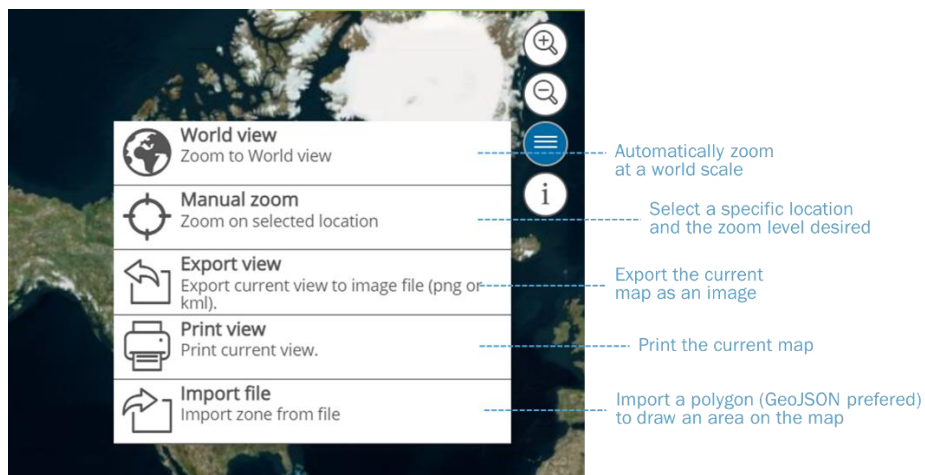 World view
Zoom to World view
Automatically zoom
at a world scale
i
Manual zoom
Zoom on selected location
Select a specific location
and the zoom level desired
Export view
Export current view to image file (png or
kml).
Export the current
map as an image
Print view
Print current view.
Print the current map
Import file
Import zone from file
Import a polygon (GeoJSON prefered)
to draw an area on the map